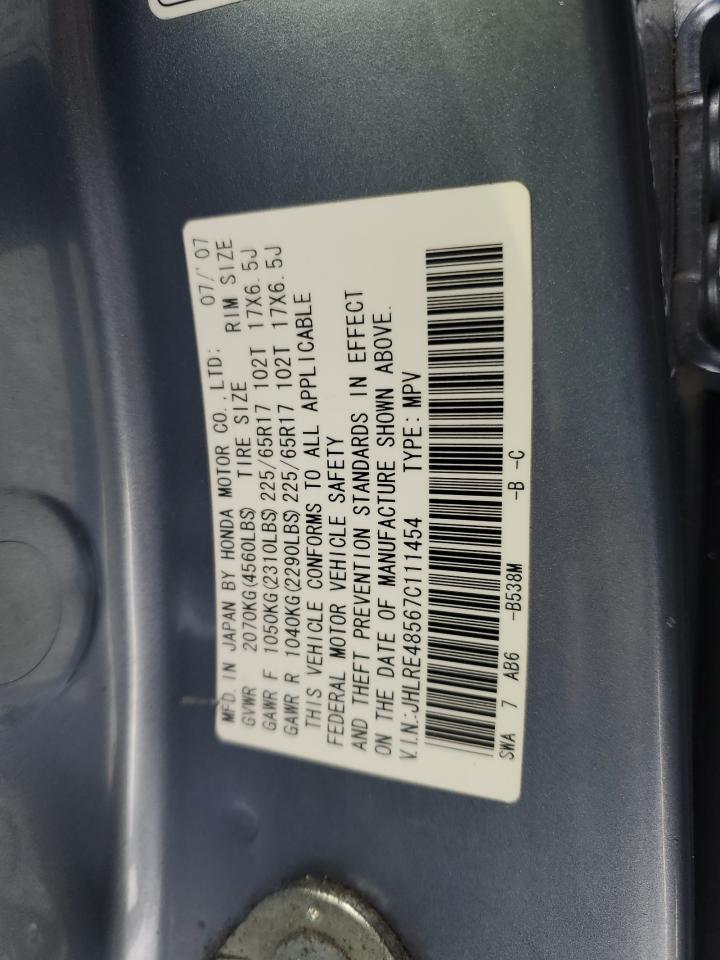 MFD. IN JAPAN BY HONDA MOTOR CO., LTD: 07/'07
GVWR 2070KG(4560LBS) TIRE SIZE RIM SIZE
GAWR F 1050KG(2310LBS) 225/65R17 102T 17X6.5J
GAWR R 1040KG(2290LBS) 225/65R17 102T 17X6.5J
THIS VEHICLE CONFORMS TO ALL APPLICABLE
FEDERAL MOTOR VEHICLE SAFETY
AND THEFT PREVENTION STANDARDS IN EFFECT
ON THE DATE OF MANUFACTURE SHOWN ABOVE.
V.I.N.:JHLRE48567C111454 TYPE: MPV
SWA 7 AB6 -B538M -B -C